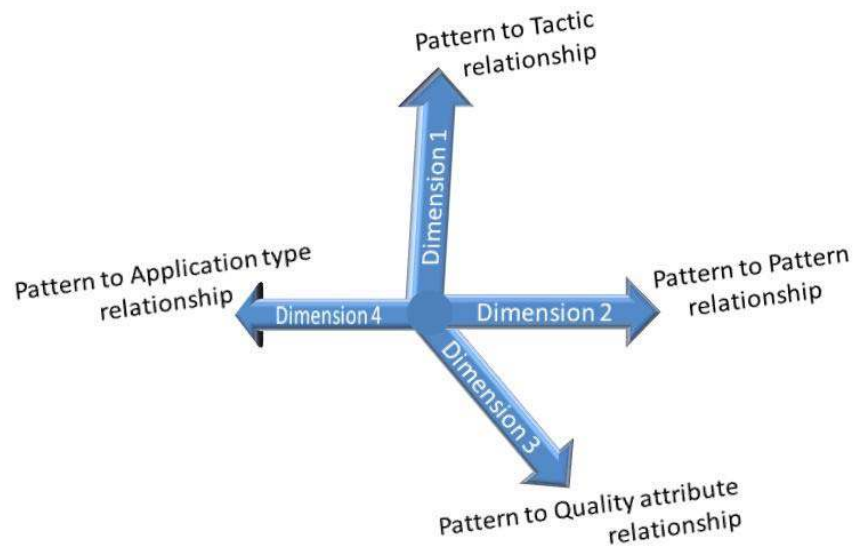 Pattern to Tactic
relationship
Dimension 1
Pattern to Application type
relationship
Dimension 4
Dimension 2
Pattern to Pattern
relationship
Dimension 3
Pattern to Quality attribute
relationship